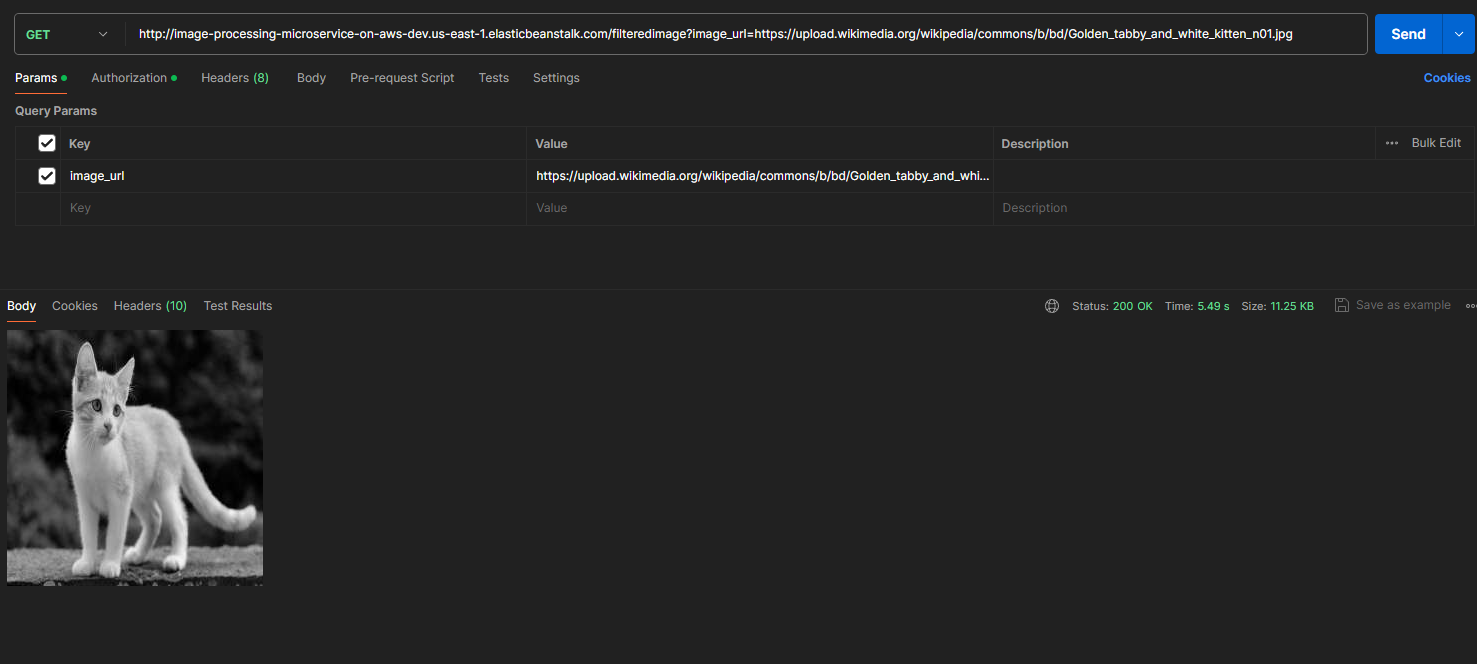 GET http://image-processing-microservice-on-aws-dev.us-east-1.elasticbeanstalk.com/filteredimage?image_url=https://upload.wikimedia.org/wikipedia/commons/b/bd/Golden_tabby_and_white_kitten_n01.jpg Send
Params Authorization Headers (8) Body Pre-request Script Tests Settings Cookies
Query Params
Key Value Description ... Bulk Edit
image_url https://upload.wikimedia.org/wikipedia/commons/b/bd/Golden_tabby_and_whi...
Key Value Description
Body Cookies Headers (10) Test Results Status: 200 OK Time: 5.49 s Size: 11.25 KB Save as example